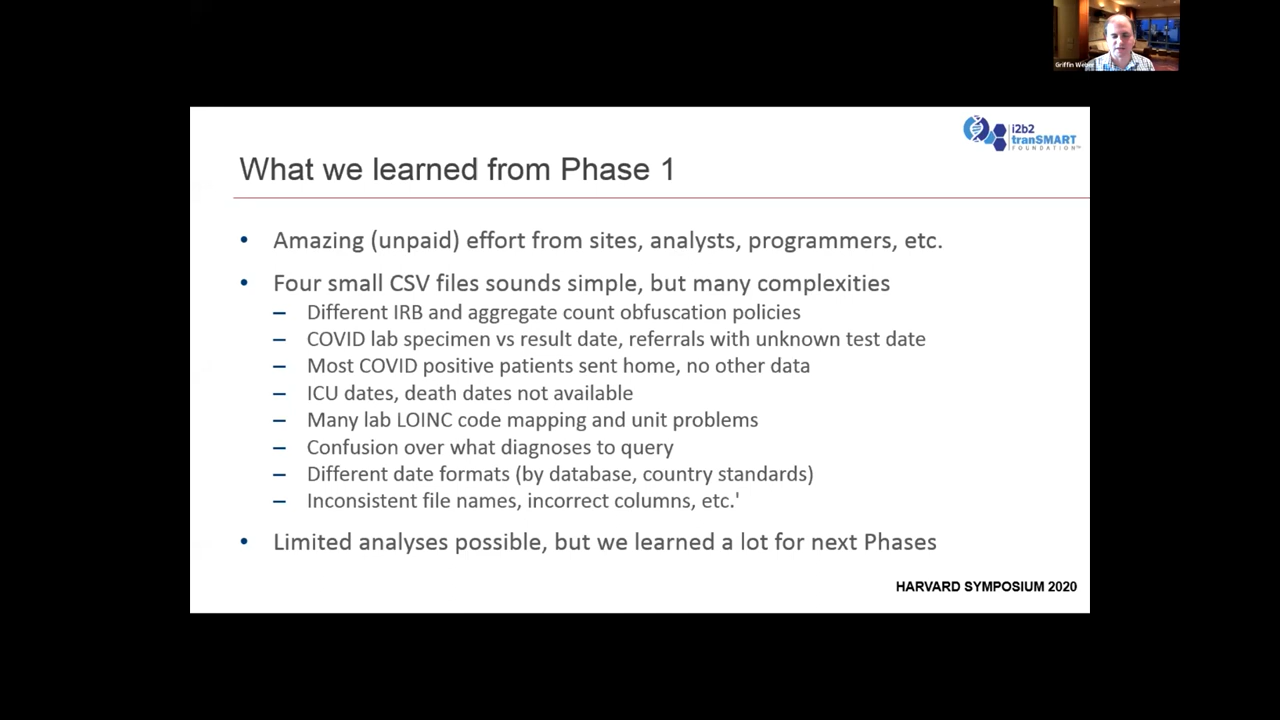 Griffin Weber
i2b2
tranSMART
FOUNDATION™
What we learned from Phase 1
• Amazing (unpaid) effort from sites, analysts, programmers, etc.
• Four small CSV files sounds simple, but many complexities
– Different IRB and aggregate count obfuscation policies
– COVID lab specimen vs result date, referrals with unknown test date
– Most COVID positive patients sent home, no other data
– ICU dates, death dates not available
– Many lab LOINC code mapping and unit problems
– Confusion over what diagnoses to query
– Different date formats (by database, country standards)
– Inconsistent file names, incorrect columns, etc.'
• Limited analyses possible, but we learned a lot for next Phases
HARVARD SYMPOSIUM 2020